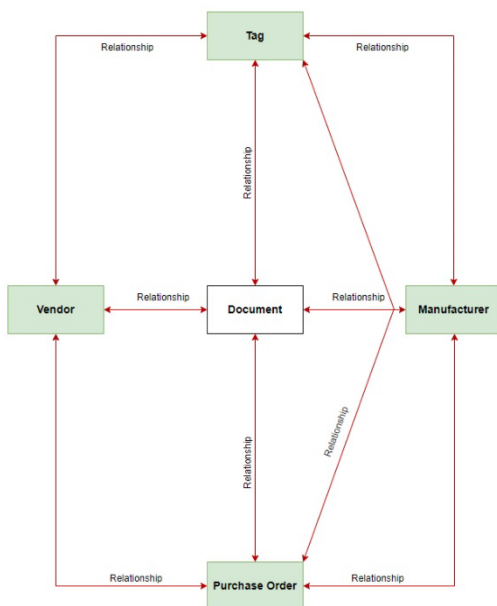 Tag
Relationship
Relationship
Relationship
Vendor
Relationship
Document
Relationship
Manufacturer
Relationship
Relationship
Relationship
Purchase Order
Relationship